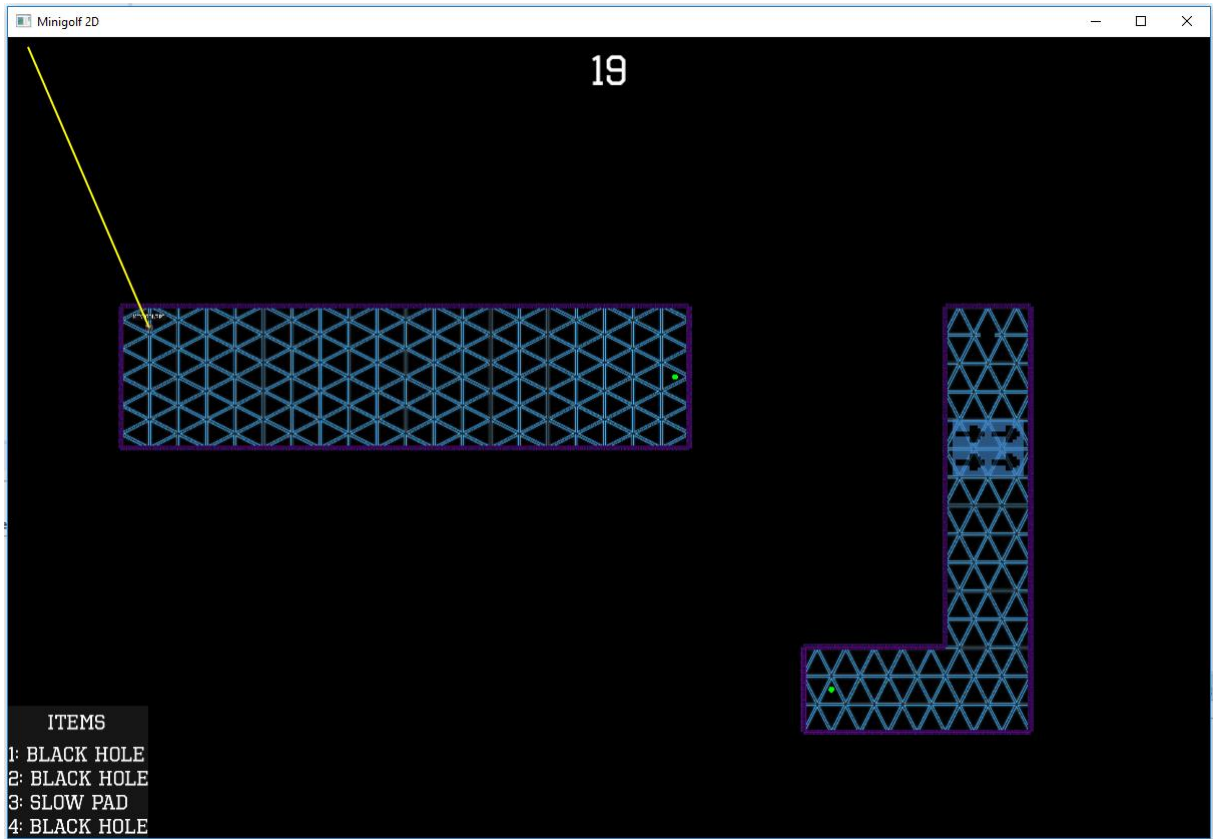 Minigolf 2D
19
ITEMS
1: BLACK HOLE
2: BLACK HOLE
3: SLOW PAD
4: BLACK HOLE